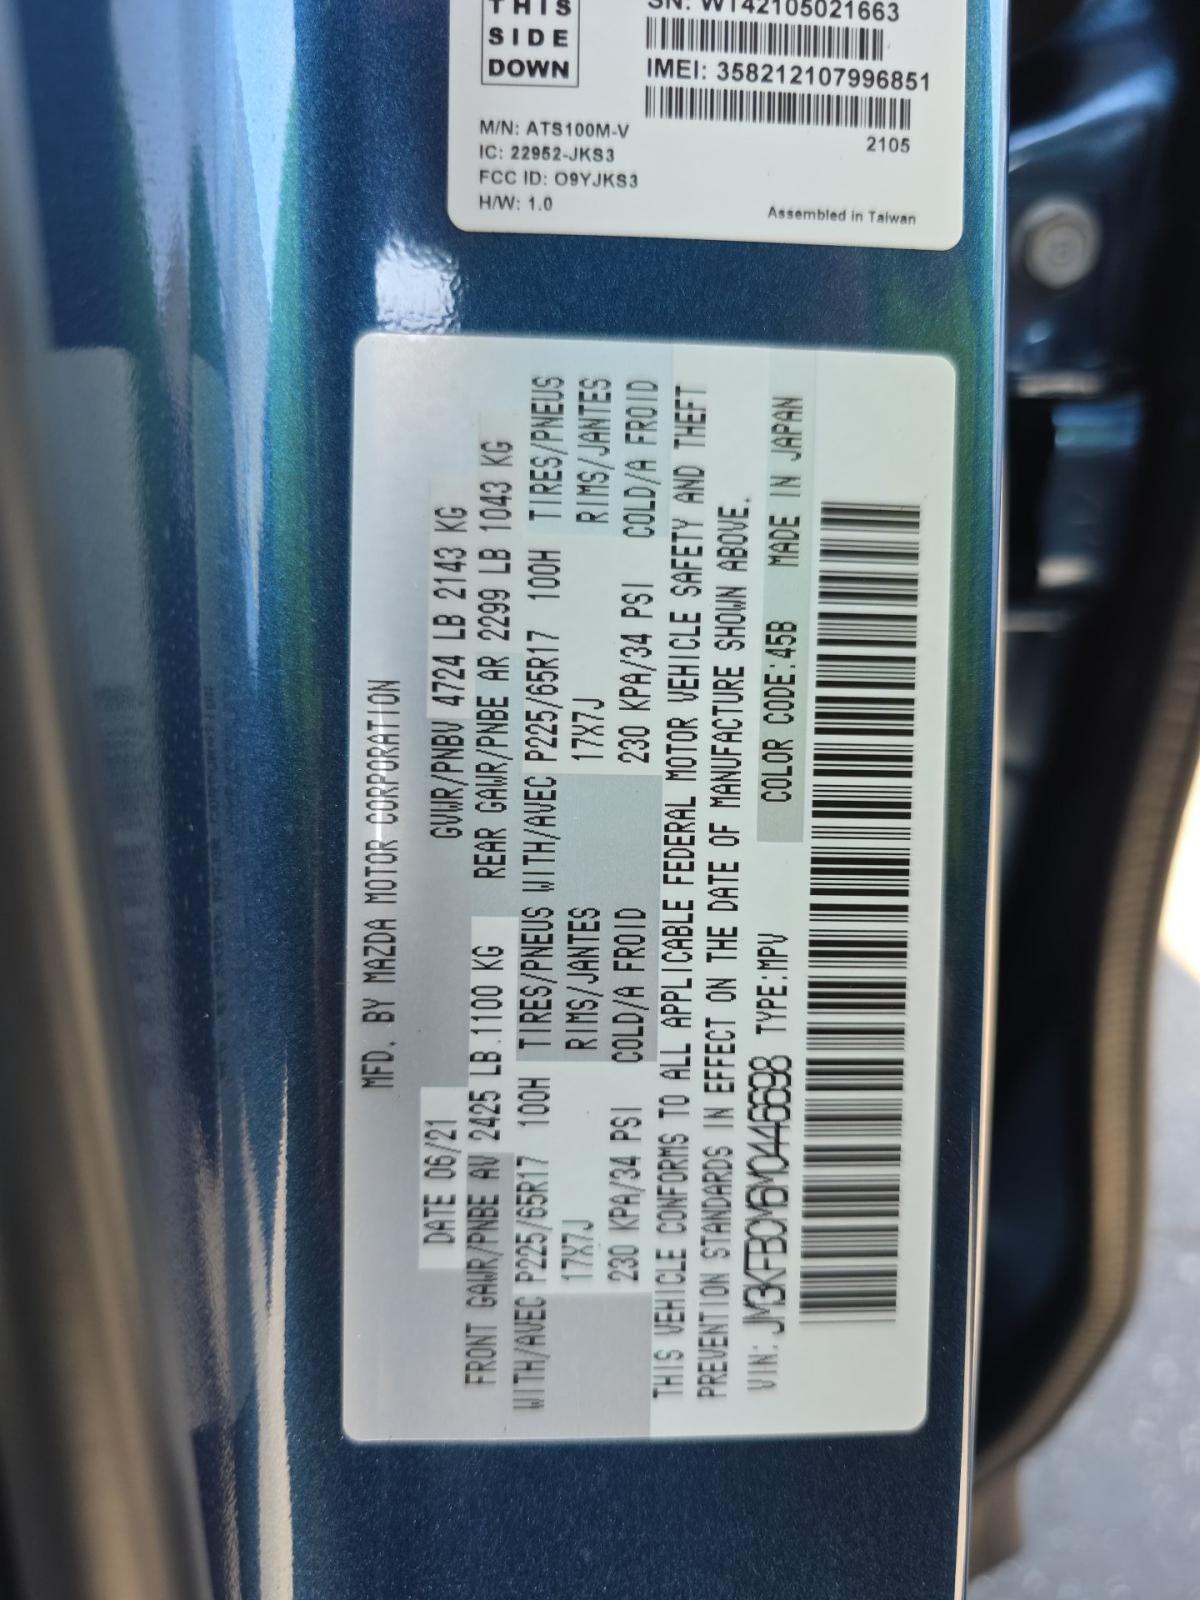 THIS
SIDE
DOWN
SN: WT42105021663
IMEI: 358212107996851
2105
M/N: ATS100M-V
IC: 22952-JKS3
FCC ID: O9YJKS3
H/W: 1.0
Assembled in Taiwan
MFD. BY MAZDA MOTOR CORPORATION
DATE 06/21 GVWR/PNBV 4724 LB 2143 KG
FRONT GAWR/PNBE AV 2425 LB.1100 KG REAR GAWR/PNBE AR 2299 LB 1043 KG
WITH/AVEC P225/65R17 100H TIRES/PNEUS WITH/AVEC P225/65R17 100H TIRES/PNEUS
17X7J RIMS/JANTES 17X7J RIMS/JANTES
230 KPA/34 PSI COLD/A FROID 230 KPA/34 PSI COLD/A FROID
THIS VEHICLE CONFORMS TO ALL APPLICABLE FEDERAL MOTOR VEHICLE SAFETY AND THEFT
PREVENTION STANDARDS IN EFFECT ON THE DATE OF MANUFACTURE SHOWN ABOVE.
VIN: JM3KFBCM6M0446698 TYPE:MPV COLOR CODE:45B MADE IN JAPAN